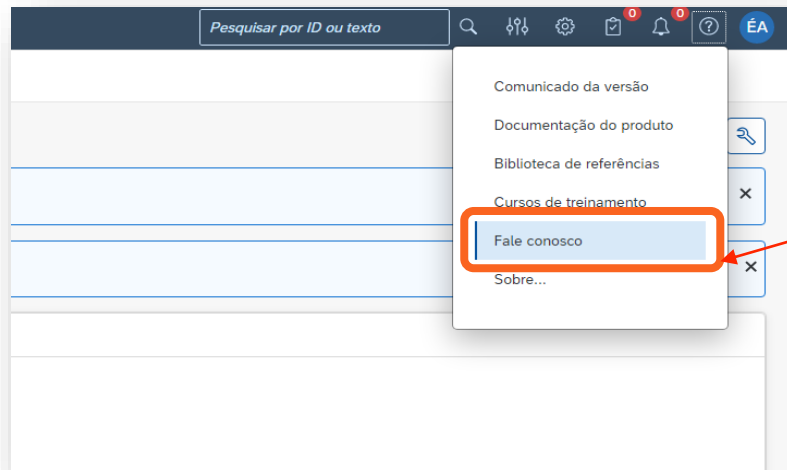 Pesquisar por ID ou texto
0
0
ÉA
Comunicado da versão
Documentação do produto
Biblioteca de referências
Cursos de treinamento
Fale conosco
Sobre...